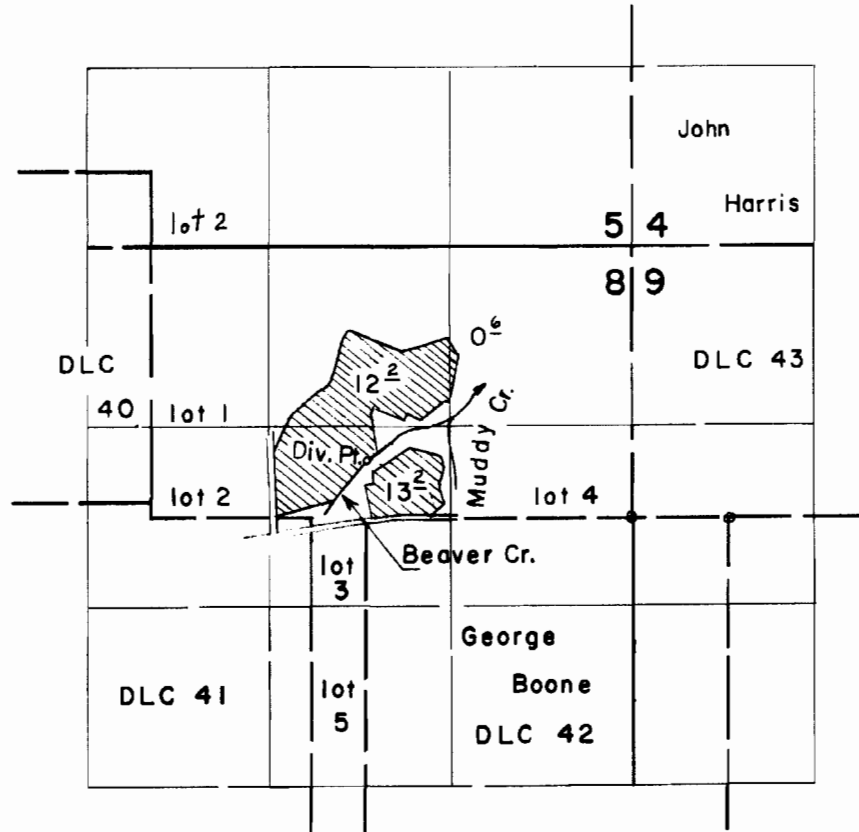 John
Harris
lot 2
5 4
8 9
0 6
DLC
40
DLC 43
12 2
lot 1
Div. Pt.
Muddy Cr.
lot 2
13 2
lot 4
Beaver Cr.
lot
3
George
Boone
DLC 41
lot
5
DLC 42